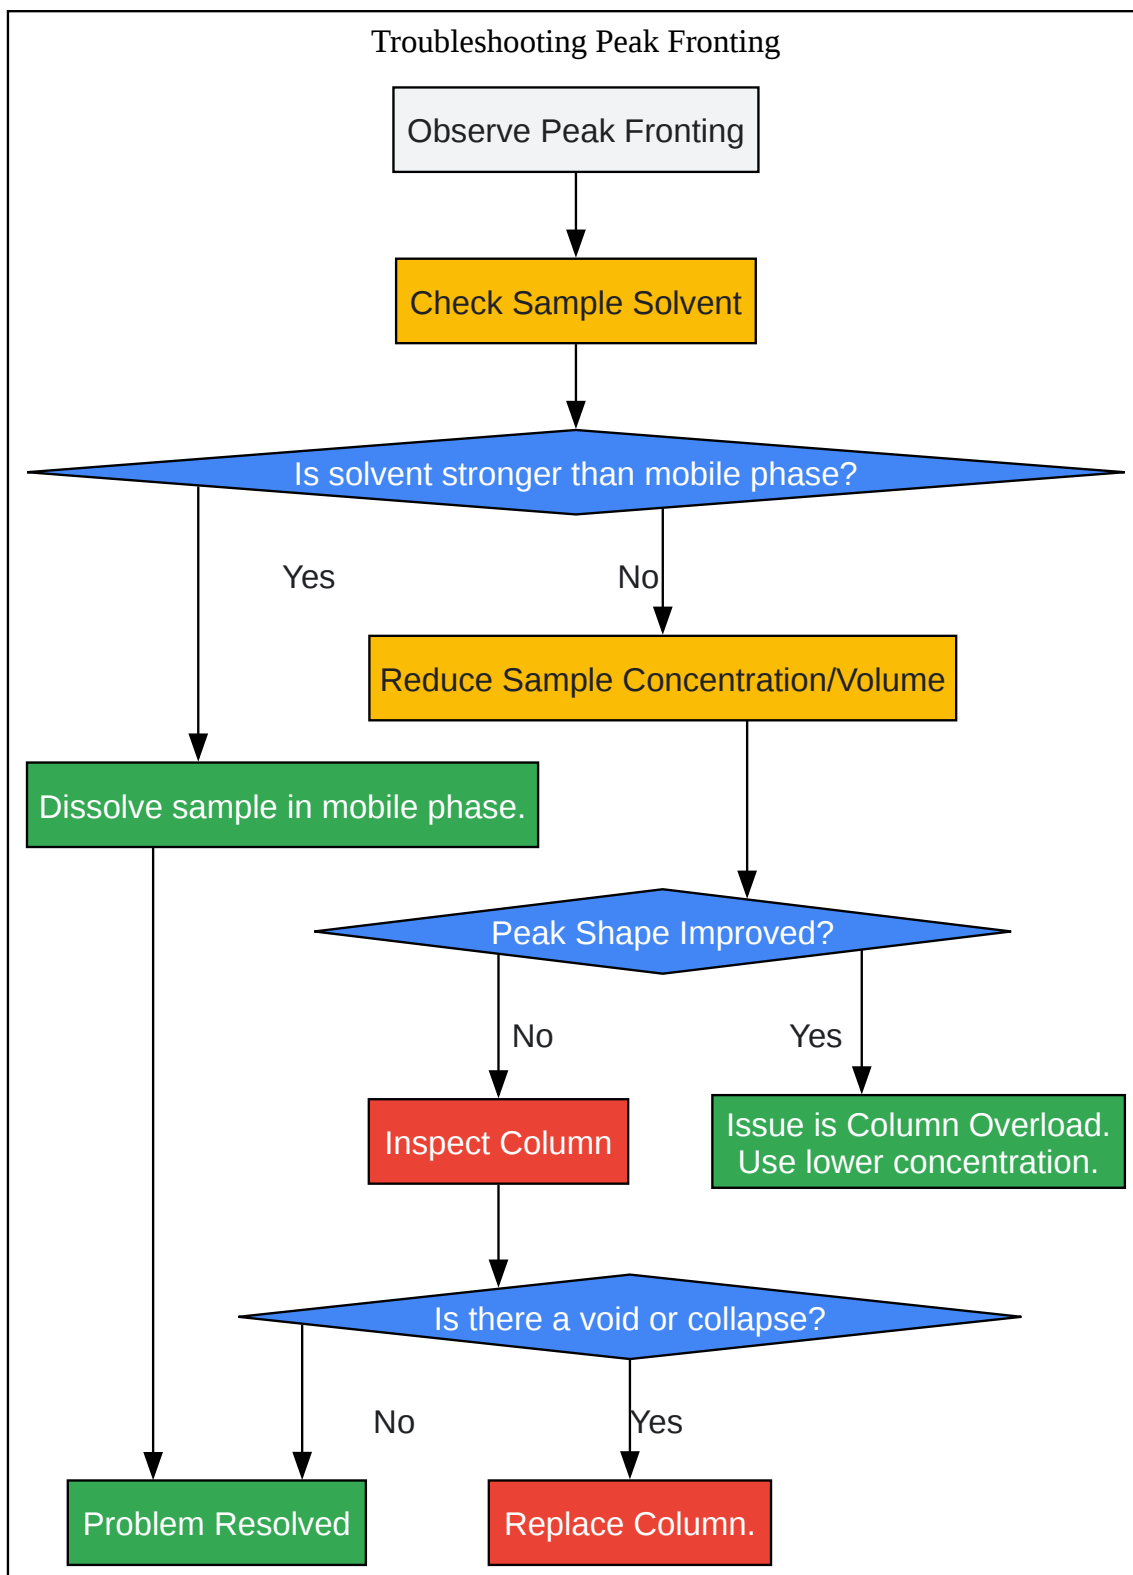 Troubleshooting Peak Fronting
Observe Peak Fronting
Check Sample Solvent
Is solvent stronger than mobile phase?
Yes
No
Reduce Sample Concentration/Volume
Dissolve sample in mobile phase.
Peak Shape Improved?
No
Yes
Inspect Column
Issue is Column Overload.
Use lower concentration.
Is there a void or collapse?
No
Yes
Problem Resolved
Replace Column.